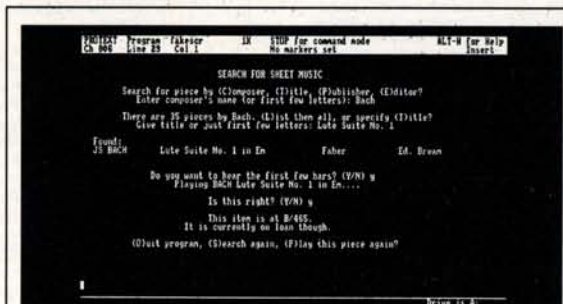 PROTEXT Program fakescr 1K STOP for command mode ALT-H for Help
Ch 806 Line 29 Col 1 No markers set Insert
SEARCH FOR SHEET MUSIC
Search for piece by (C)omposer, (T)itle, (P)ublisher, (E)ditor?
Enter composer's name (or first few letters): Bach
There are 35 pieces by Bach. (L)ist them all, or specify (T)itle?
Give title or just first few letters: Lute Suite No. 1
Found:
JS BACH Lute Suite No. 1 in Em Faber Ed. Bream
Do you want to hear the first few bars? (Y/N) y
Playing BACH Lute Suite No. 1 in Em....
Is this right? (Y/N) y
This item is at B/465.
It is currently on loan though.
(Q)uit program, (S)earch again, (P)lay this piece again?
Drive is A